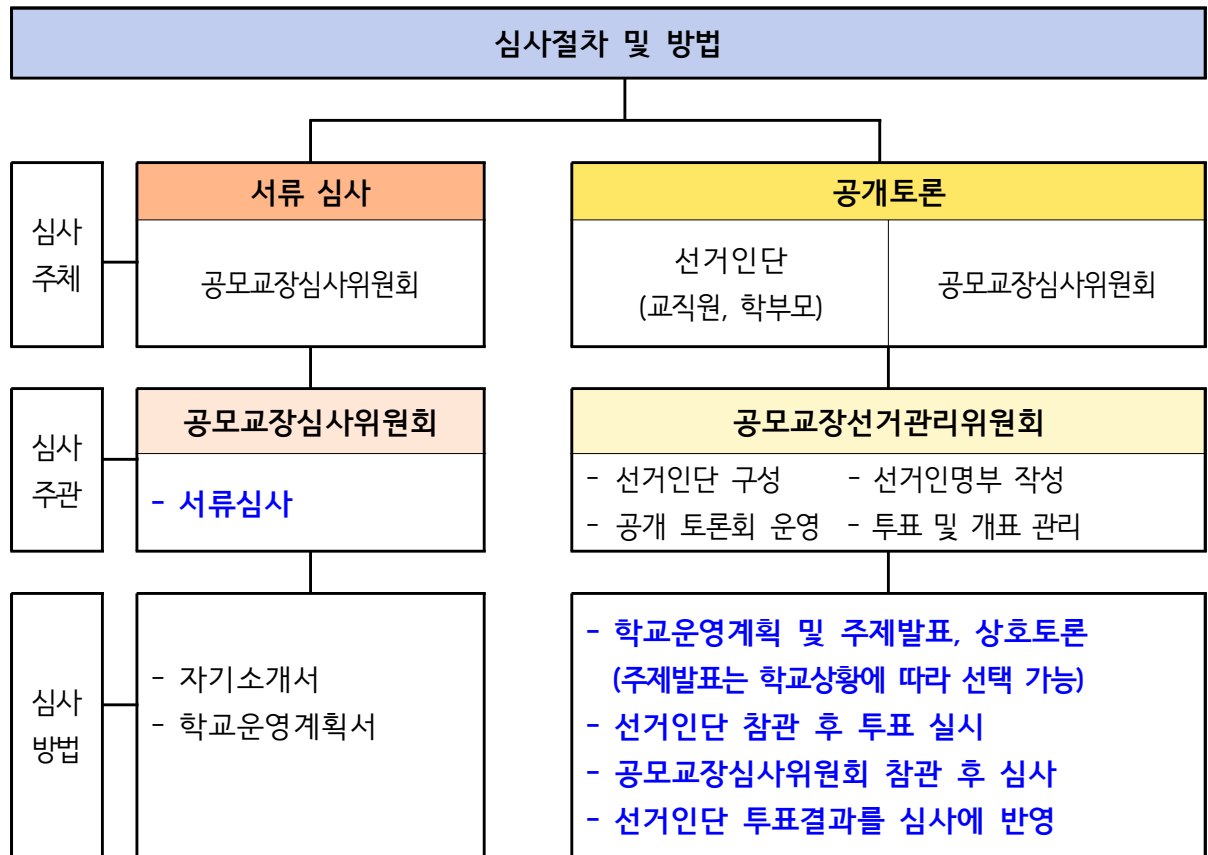 심사절차 및 방법
심사
주체
서류 심사
공모교장심사위원회
공개토론
선거인단
(교직원, 학부모)
공모교장심사위원회
심사
주관
공모교장심사위원회
- 서류심사
공모교장선거관리위원회
- 선거인단 구성 - 선거인명부 작성
- 공개 토론회 운영 - 투표 및 개표 관리
심사
방법
- 자기소개서
- 학교운영계획서
- 학교운영계획 및 주제발표, 상호토론
(주제발표는 학교상황에 따라 선택 가능)
- 선거인단 참관 후 투표 실시
- 공모교장심사위원회 참관 후 심사
- 선거인단 투표결과를 심사에 반영